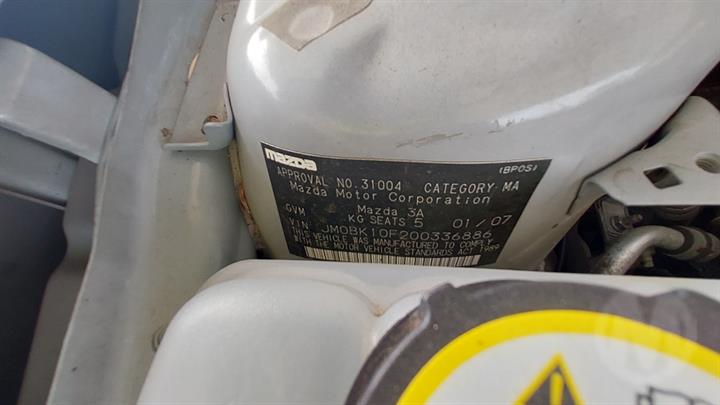 mazda
(BPOS)
APPROVAL NO.31004 CATEGORY MA
Mazda Motor Corporation
Mazda 3A
GVM KG SEATS 5 01/07
V.I.N. JM0BK10F200336886
THIS VEHICLE WAS MANUFACTURED TO COMPLY
WITH THE MOTOR VEHICLE STANDARDS ACT 1989